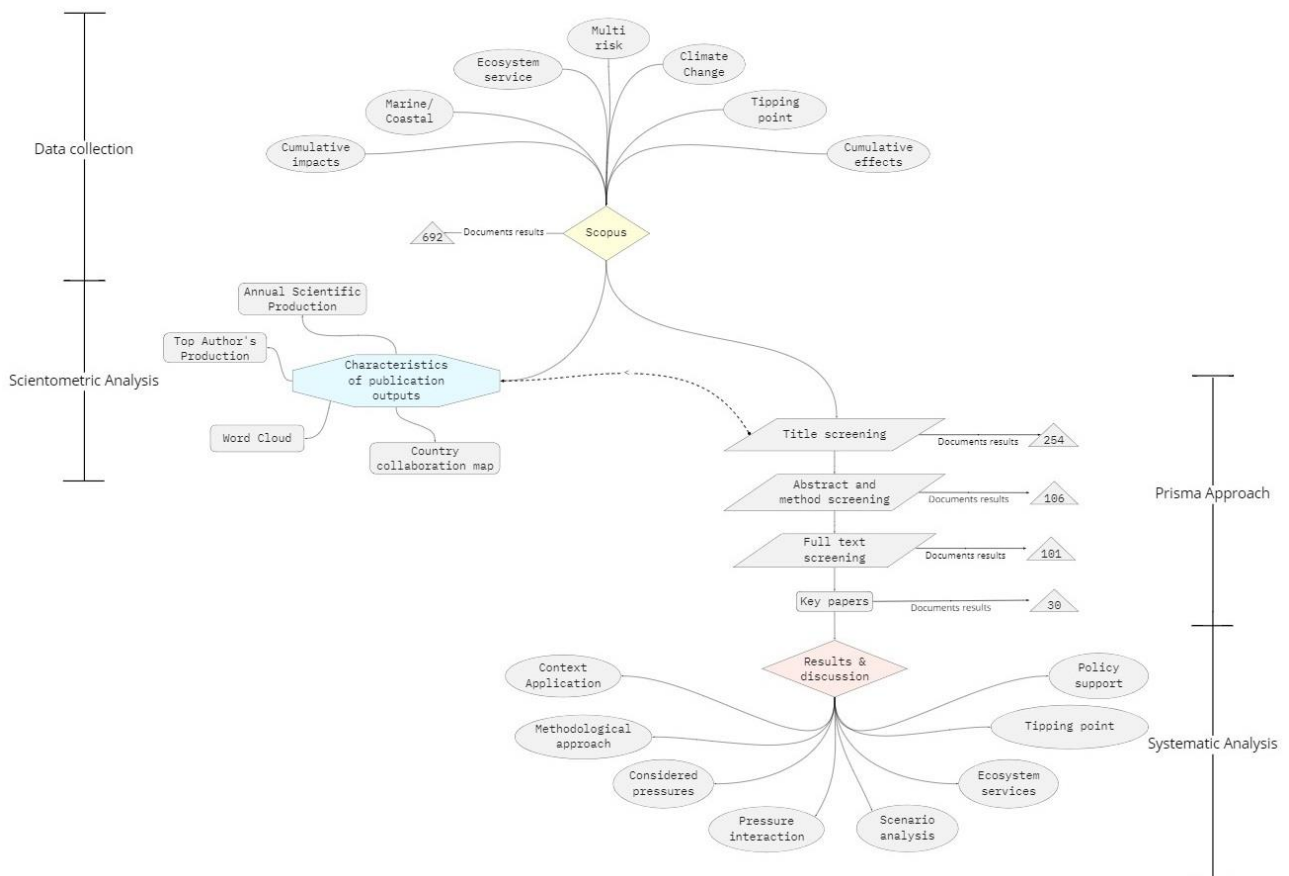 Multi
risk
Ecosystem
service
Climate
Change
Marine/
Coastal
Tipping
point
Cumulative
impacts
Cumulative
effects
Data collection
692
Documents results
Scopus
Annual Scientific
Production
Top Author's
Production
Characteristics
of publication
outputs
Scientometric Analysis
Word Cloud
Country
collaboration map
Title screening
Documents results
254
Abstract and
method screening
Documents results
106
Prisma Approach
Full text
screening
Documents results
101
Key papers
Documents results
30
Results &
discussion
Context
Application
Policy
support
Methodological
approach
Tipping point
Systematic Analysis
Considered
pressures
Ecosystem
services
Pressure
interaction
Scenario
analysis